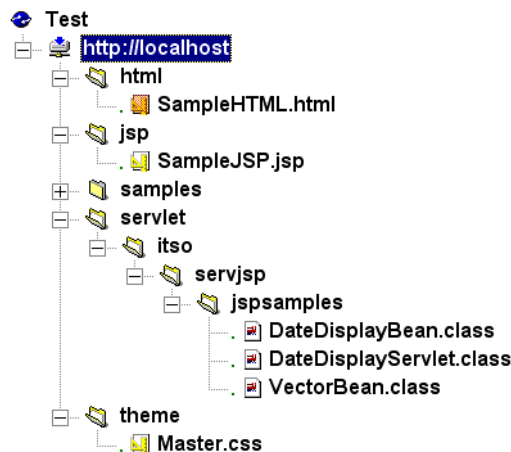 Test
http://localhost
html
SampleHTML.html
jsp
SampleJSP.jsp
samples
servlet
itso
servjsp
jspsamples
DateDisplayBean.class
DateDisplayServlet.class
VectorBean.class
theme
Master.css